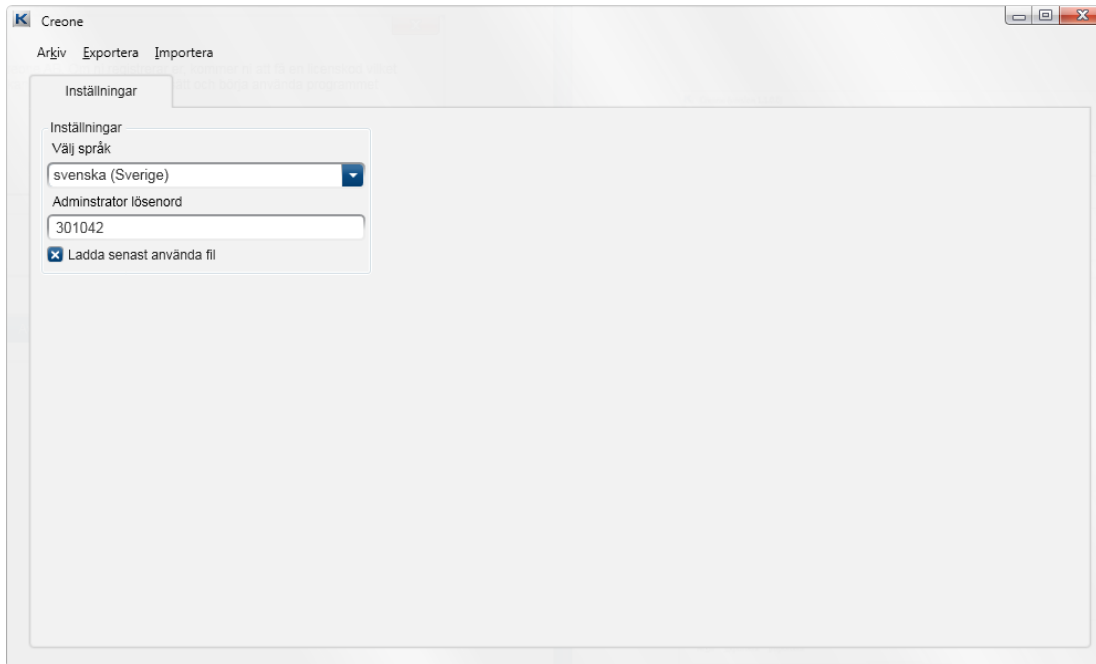 Creone
Arkiv Exportera Importera
Inställningar
Inställningar
Välj språk
svenska (Sverige)
Adminstrator lösenord
301042
Ladda senast använda fil